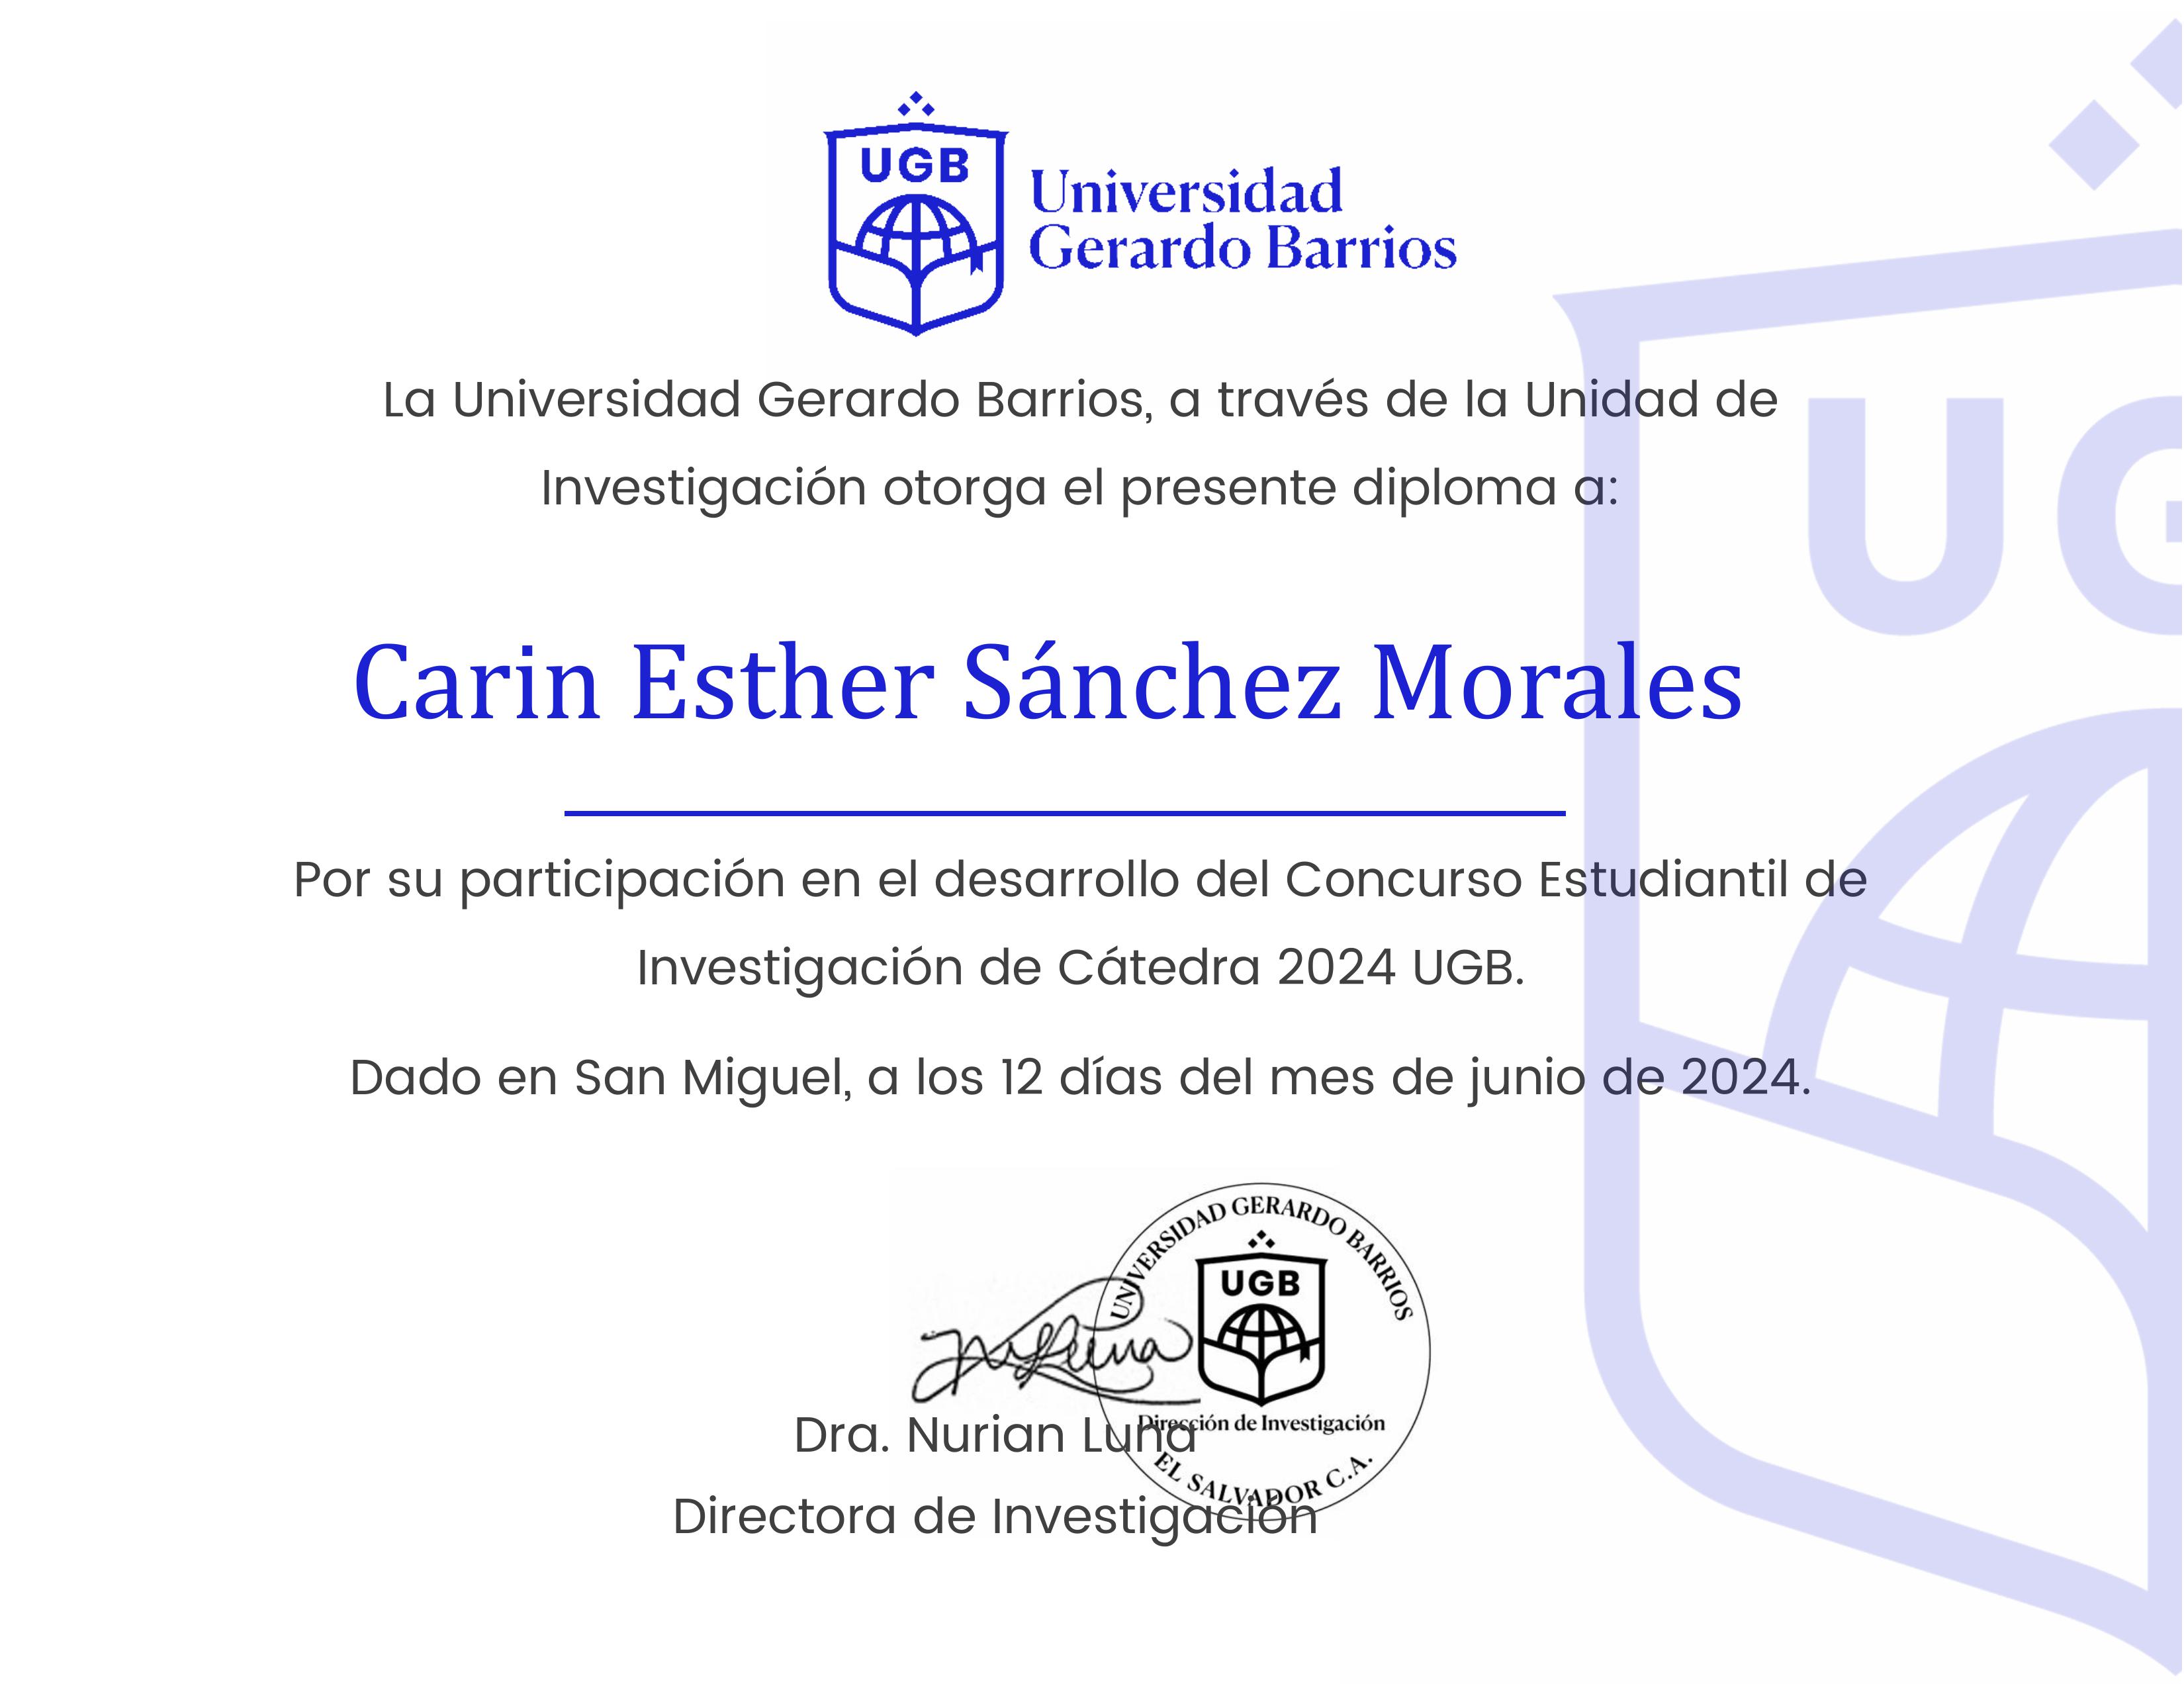 UGB
Universidad
Gerardo Barrios
La Universidad Gerardo Barrios, a través de la Unidad de
Investigación otorga el presente diploma a:
UG
Carin Esther Sánchez Morales
Por su participación en el desarrollo del Concurso Estudiantil de
Investigación de Cátedra 2024 UGB.
Dado en San Miguel, a los 12 días del mes de junio de 2024.
UNIVERSIDAD GERARDO BARRIOS
UGB
Dirección de Investigación
EL SALVADOR C.A.
Dra. Nurian Luna
Directora de Investigación